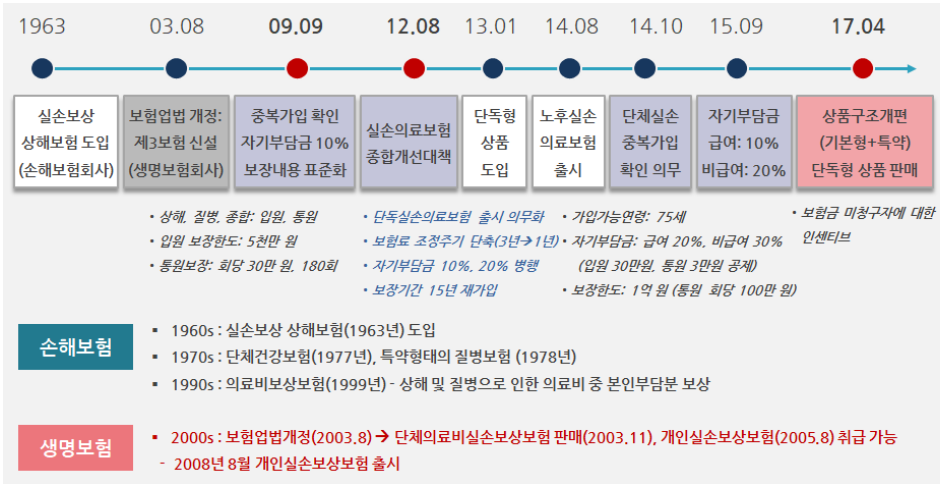 1963
03.08
09.09
12.08
13.01
14.08
14.10
15.09
17.04
실손보상
상해보험 도입
(손해보험회사)
보험업법 개정:
제3보험 신설
(생명보험회사)
중복가입 확인
자기부담금 10%
보장내용 표준화
실손의료보험
종합개선대책
단독형
상품
도입
노후실손
의료보험
출시
단체실손
중복가입
확인 의무
자기부담금
급여: 10%
비급여: 20%
상품구조개편
(기본형+특약)
단독형 상품 판매
• 상해, 질병, 종합: 입원, 통원
• 입원 보장한도: 5천만 원
• 통원보장: 회당 30만 원, 180회
• 단독실손의료보험 출시 의무화
• 보험료 조정주기 단축(3년→1년)
• 자기부담금 10%, 20% 병행
• 보장기간 15년 재가입
• 가입가능연령: 75세
• 자기부담금: 급여 20%, 비급여 30%
(입원 30만원, 통원 3만원 공제)
• 보장한도: 1억 원 (통원 회당 100만 원)
• 보험금 미청구자에 대한
인센티브
손해보험
▪ 1960s : 실손보상 상해보험(1963년) 도입
▪ 1970s : 단체건강보험(1977년), 특약형태의 질병보험 (1978년)
▪ 1990s : 의료비보상보험(1999년) - 상해 및 질병으로 인한 의료비 중 본인부담분 보상
생명보험
▪ 2000s : 보험업법개정(2003.8) → 단체의료비실손보상보험 판매(2003.11), 개인실손보상보험(2005.8) 취급 가능
- 2008년 8월 개인실손보상보험 출시